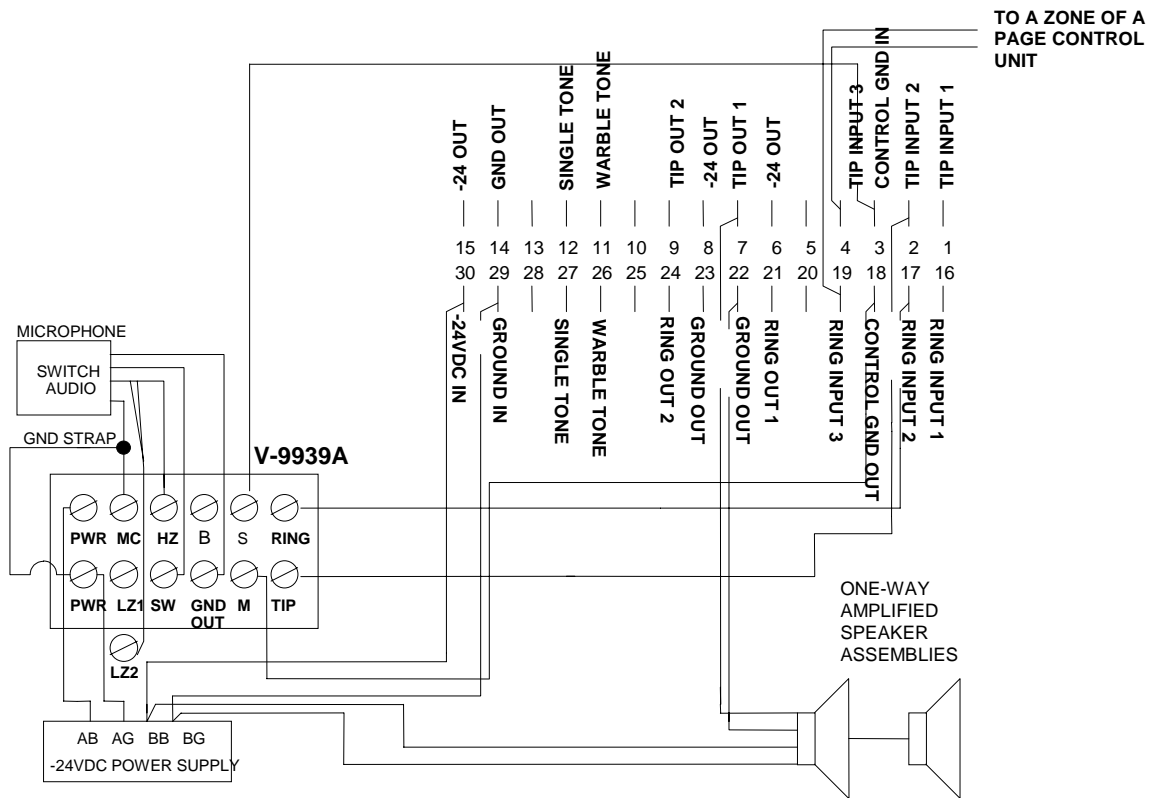 TO A ZONE OF A
PAGE CONTROL
UNIT
-24 OUT
GND OUT
SINGLE TONE
WARBLE TONE
TIP OUT 2
-24 OUT
TIP OUT 1
-24 OUT
TIP INPUT 3
CONTROL GND IN
TIP INPUT 2
TIP INPUT 1
15 14 13 12 11 10 9 8 7 6 5 4 3 2 1
30 29 28 27 26 25 24 23 22 21 20 19 18 17 16
-24VDC IN
GROUND IN
SINGLE TONE
WARBLE TONE
RING OUT 2
GROUND OUT
GROUND OUT
RING OUT 1
RING INPUT 3
CONTROL GND OUT
RING INPUT 2
RING INPUT 1
MICROPHONE
SWITCH
AUDIO
GND STRAP
V-9939A
PWR MC HZ B S RING
PWR LZ1 SW GND OUT M TIP
LZ2
ONE-WAY
AMPLIFIED
SPEAKER
ASSEMBLIES
AB AG BB BG
-24VDC POWER SUPPLY